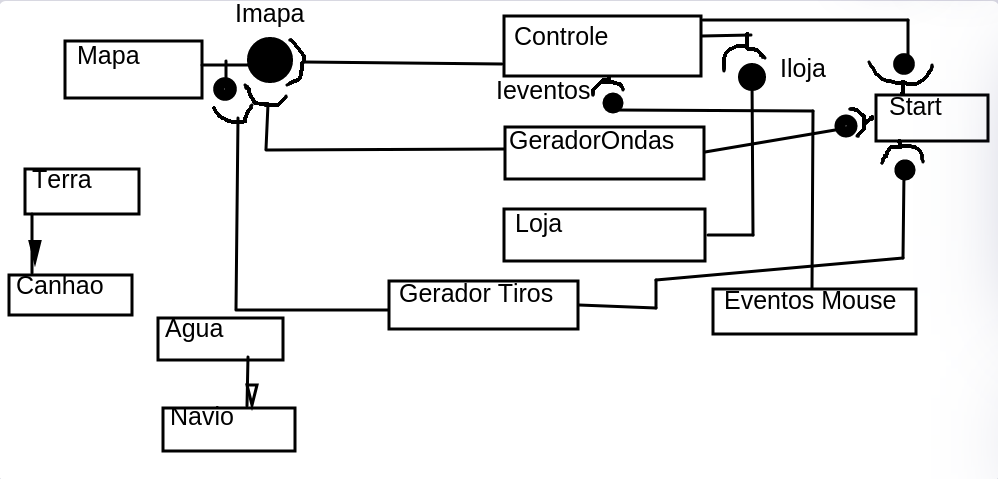 Imapa
Mapa
Controle
Iloja
Ieventos
Start
GeradorOndas
Terra
Loja
Canhao
Gerador Tiros
Eventos Mouse
Agua
Navio